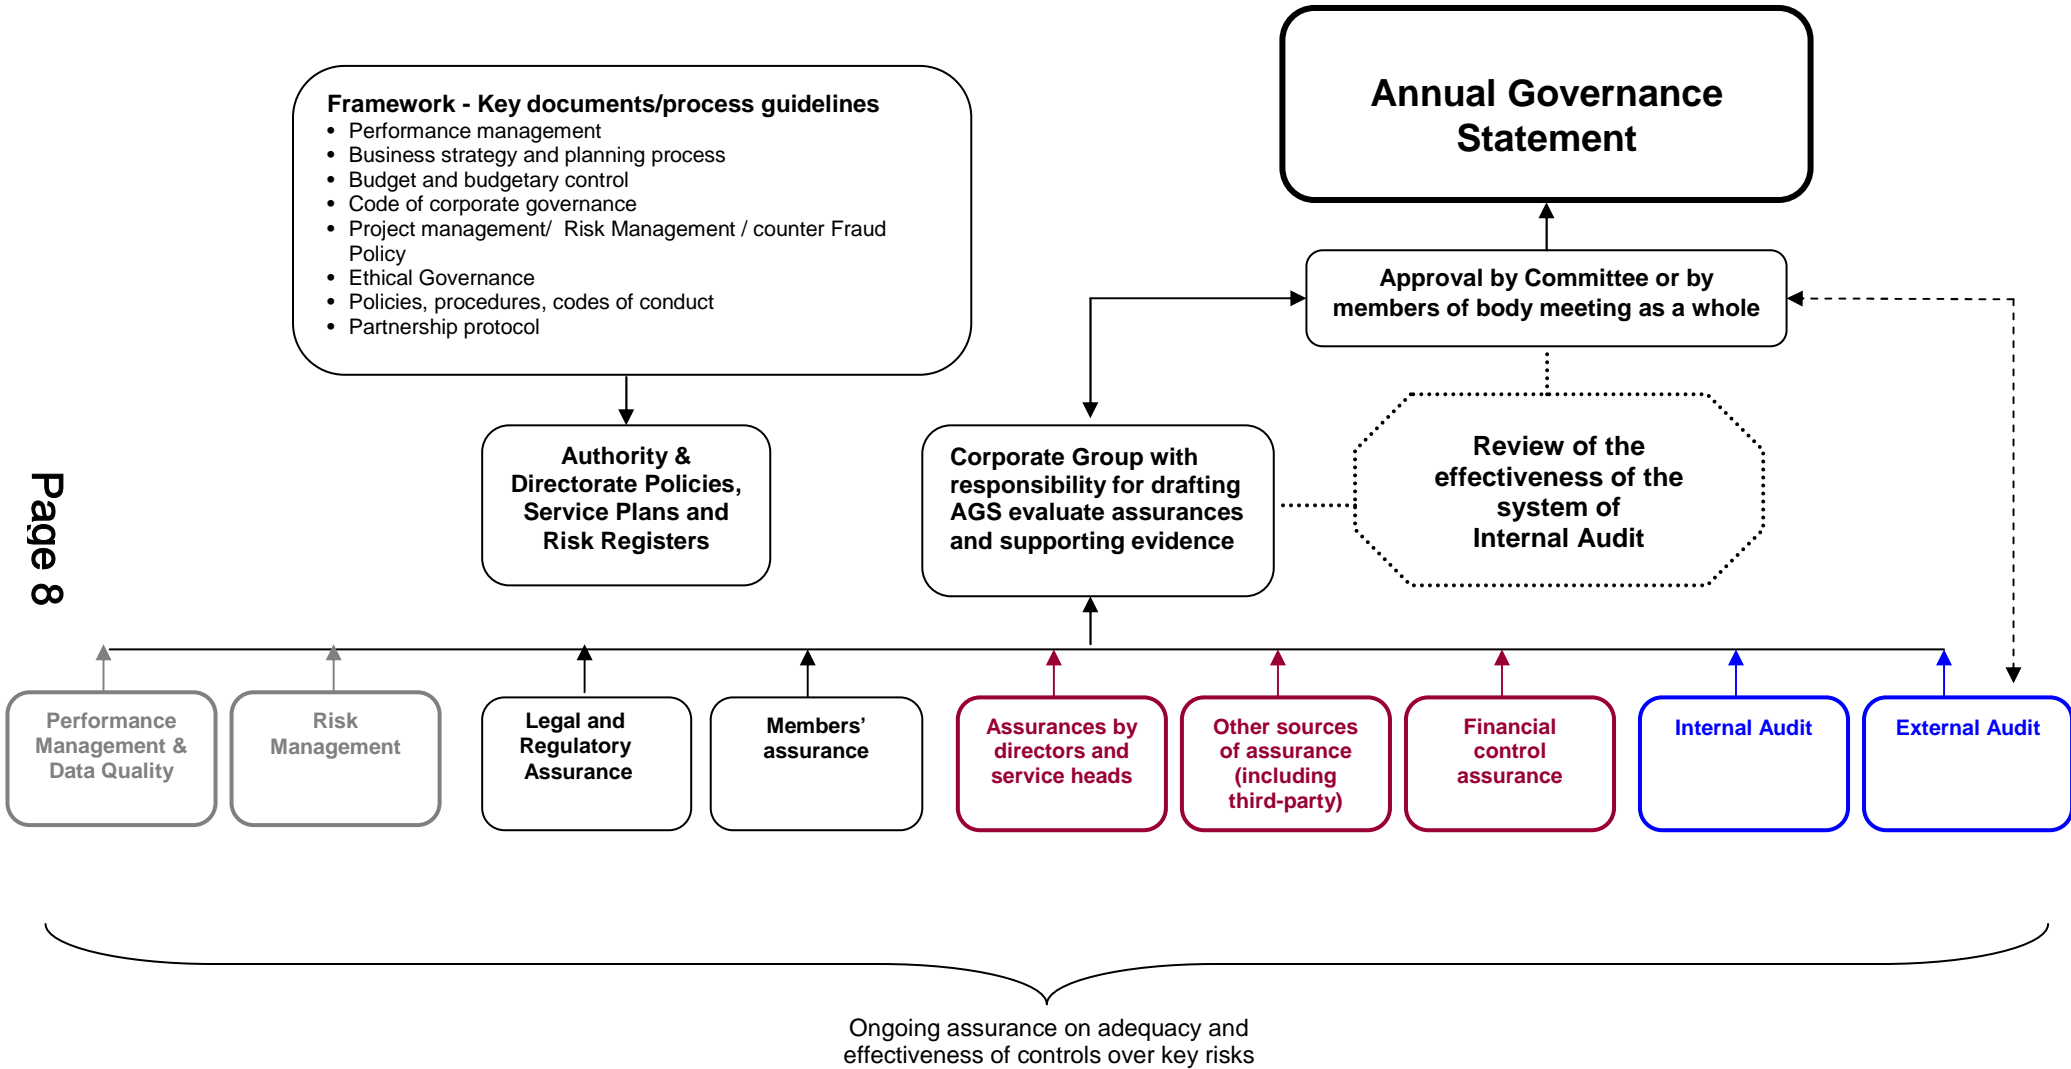 Annual Governance
Statement
Framework - Key documents/process guidelines
• Performance management
• Business strategy and planning process
• Budget and budgetary control
• Code of corporate governance
• Project management/ Risk Management / counter Fraud
Policy
• Ethical Governance
• Policies, procedures, codes of conduct
• Partnership protocol
Approval by Committee or by
members of body meeting as a whole
Authority &
Directorate Policies,
Service Plans and
Risk Registers
Corporate Group with
responsibility for drafting
AGS evaluate assurances
and supporting evidence
Review of the
effectiveness of the
system of
Internal Audit
Page 8
Performance
Management &
Data Quality
Risk
Management
Legal and
Regulatory
Assurance
Members’
assurance
Assurances by
directors and
service heads
Other sources
of assurance
(including
third-party)
Financial
control
assurance
Internal Audit
External Audit
Ongoing assurance on adequacy and
effectiveness of controls over key risks